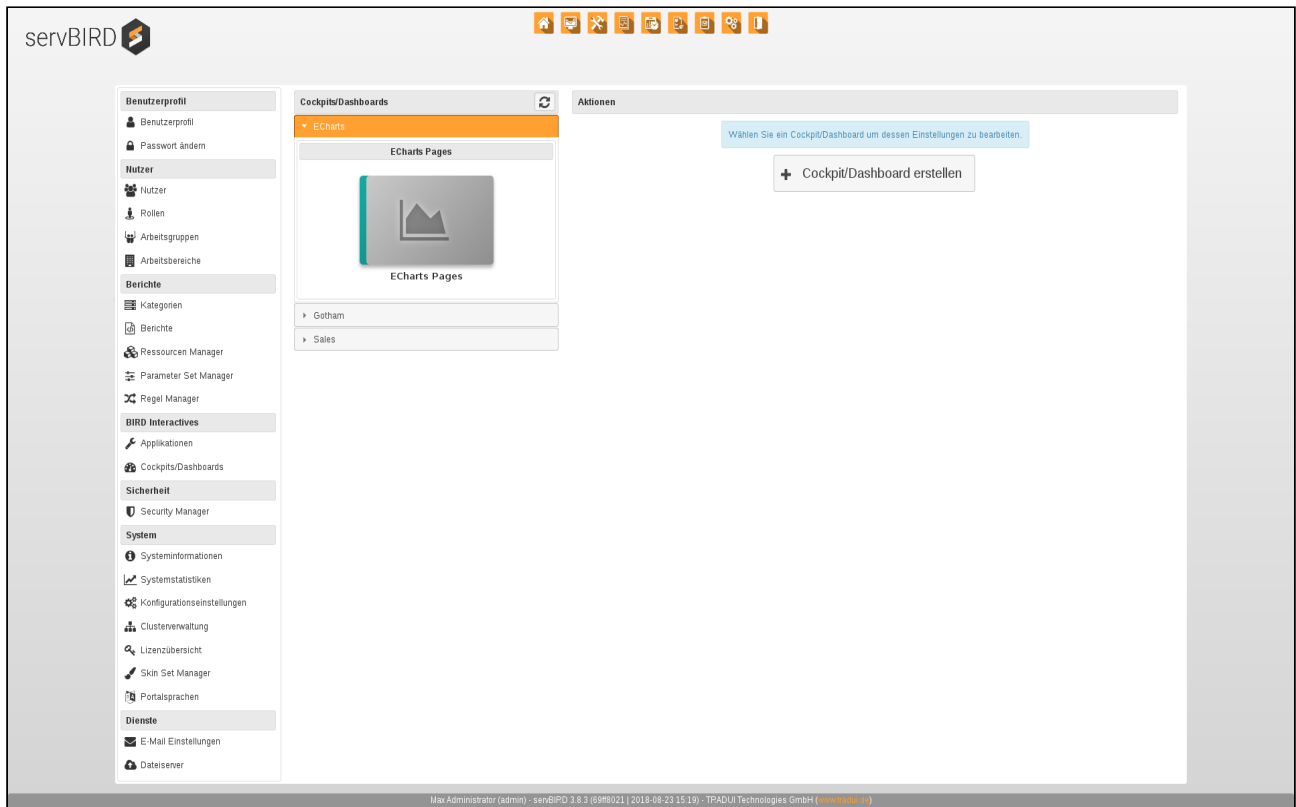 servBIRD
Benutzerprofil
Benutzerprofil
Passwort ändern
Nutzer
Nutzer
Rollen
Arbeitsgruppen
Arbeitsbereiche
Berichte
Kategorien
Berichte
Ressourcen Manager
Parameter Set Manager
Regel Manager
BIRD Interactives
Applikationen
Cockpits/Dashboards
Sicherheit
Security Manager
System
Systeminformationen
Systemstatistiken
Konfigurationseinstellungen
Clusterverwaltung
Lizenzübersicht
Skin Set Manager
Portalsprachen
Dienste
E-Mail Einstellungen
Dateiserver
Cockpits/Dashboards
ECharts
ECharts Pages
ECharts Pages
Gotham
Sales
Aktionen
Wählen Sie ein Cockpit/Dashboard um dessen Einstellungen zu bearbeiten.
Cockpit/Dashboard erstellen
Max Administrator (admin) - servBIRD 3.8.3 (69ff8021 | 2018-08-23 15:19) - TRADUI Technologies GmbH (www.tradui.de)